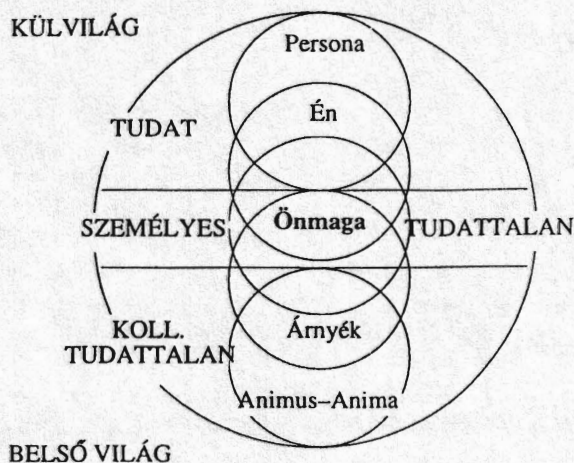 KÜLVILÁG
Persona
TUDAT
Én
SZEMÉLYES
Önmaga
TUDATTALAN
KOLL.
TUDATTALAN
Árnyék
Animus–Anima
BELSŐ VILÁG